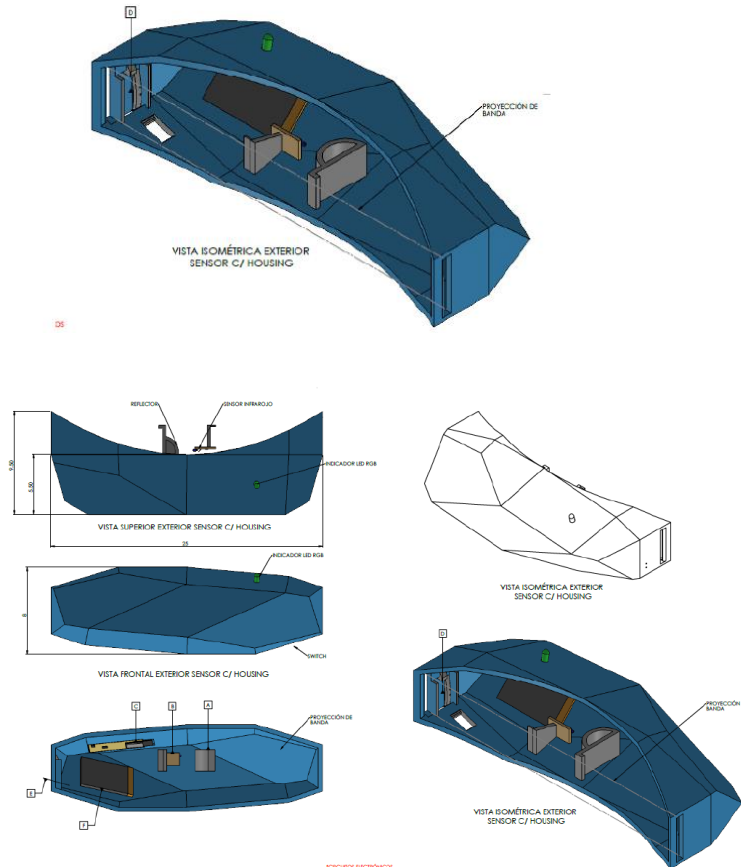 D
PROYECCIÓN DE
BANDA
VISTA ISOMÉTRICA EXTERIOR
SENSOR C/ HOUSING
DS
REFLECTOR
SENSOR INFRAROJO
9.50
5.50
INDICADOR LED RGB
VISTA SUPERIOR EXTERIOR SENSOR C/ HOUSING
25
INDICADOR LED RGB
8
SWITCH
VISTA FRONTAL EXTERIOR SENSOR C/ HOUSING
VISTA ISOMÉTRICA EXTERIOR
SENSOR C/ HOUSING
C
B
A
PROYECCIÓN DE
BANDA
E
F
D
PROYECCIÓN
BANDA
VISTA ISOMÉTRICA EXTERIOR
SENSOR C/ HOUSING